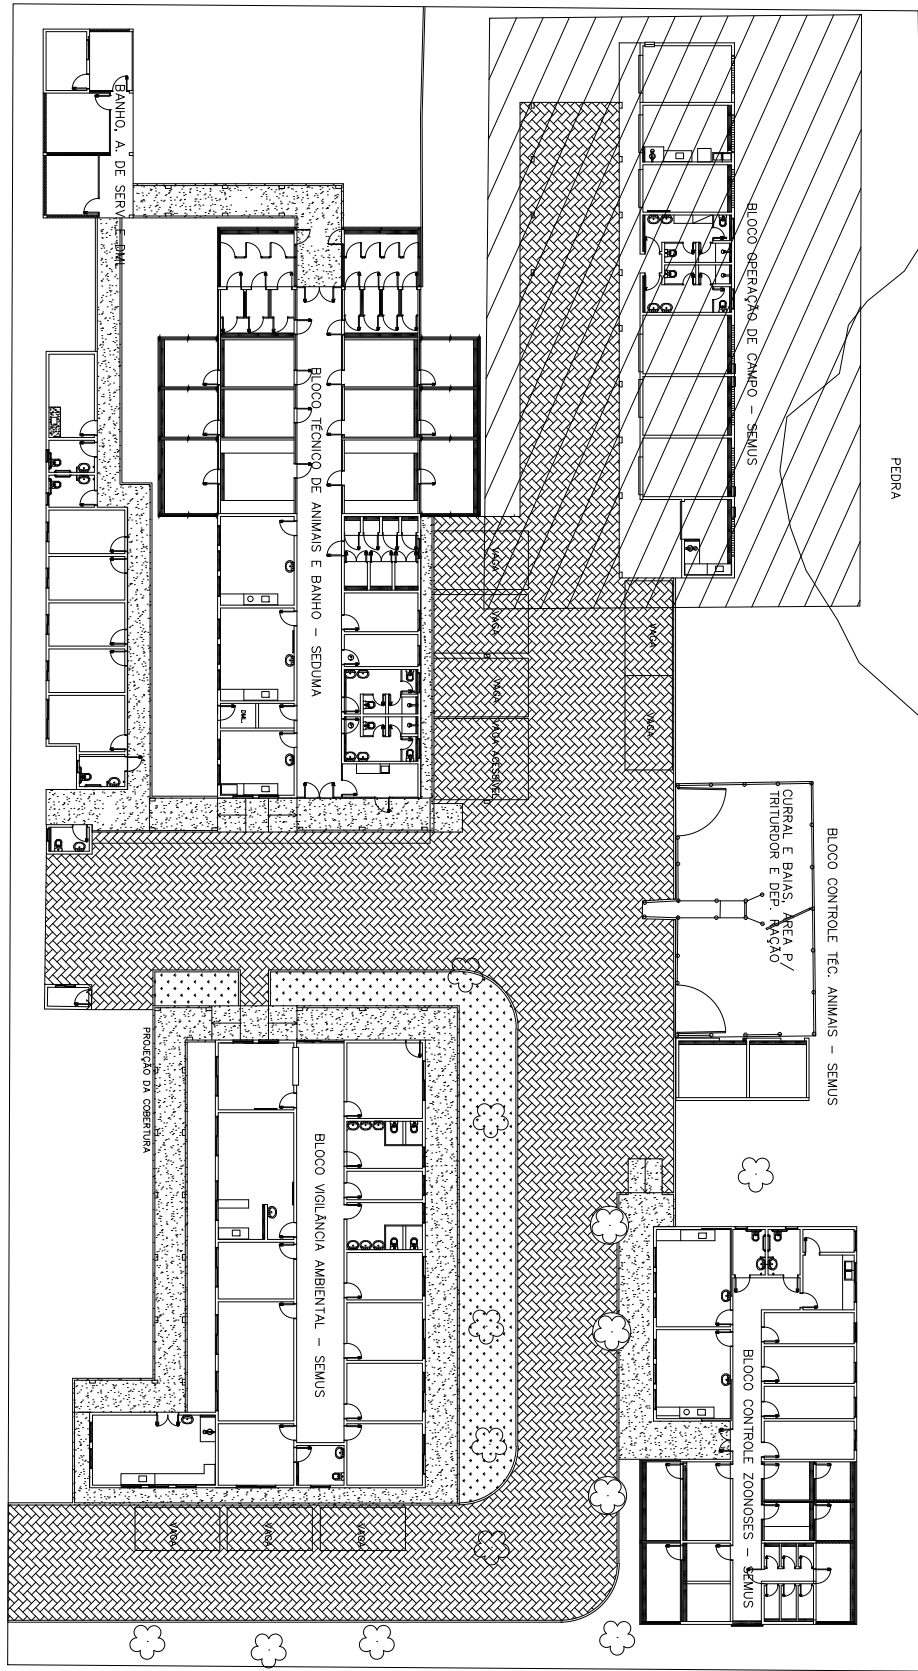 BANHO, A. DE SERV E DML
BLOCO TÉCNICO DE ANIMAIS E BANHO – SEDUMA
BLOCO OPERAÇÃO DE CAMPO – SEMUS
PEDRA
VAGA
VAGA
VAGA
VAGA ACESSÍVEL
VAGA
VAGA
DML
CURRAL E BAIAS, ÁREA P/
TRITURDOR E DEP. RAÇÃO
BLOCO CONTROLE TÉC. ANIMAIS – SEMUS
PROJEÇÃO DA COBERTURA
BLOCO VIGILÂNCIA AMBIENTAL – SEMUS
BLOCO CONTROLE ZOONOSES – SEMUS
VAGA
VAGA
VAGA